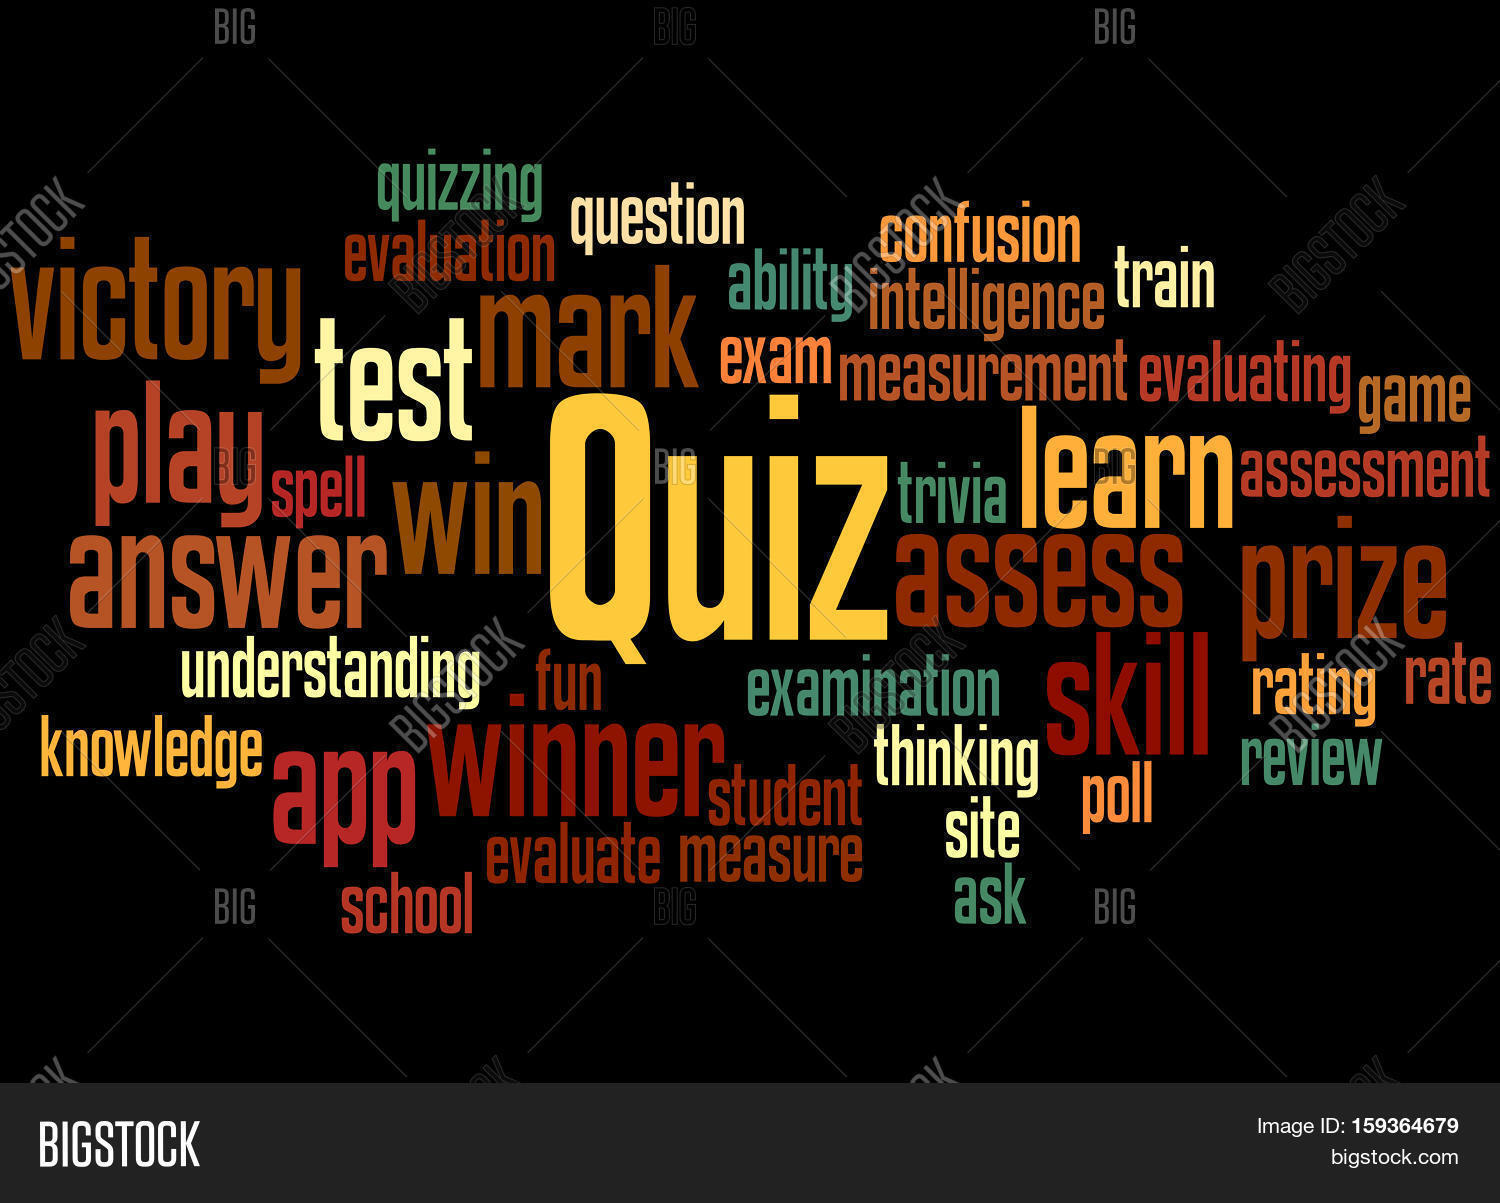 BIG BIG BIG
quizzing
question
confusion
evaluation
ability
train
victory
intelligence
mark
test
exam
measurement
evaluating
game
play
Quiz
learn
spell
win
trivia
assessment
answer
assess
prize
understanding
fun
examination
skill
rating
rate
knowledge
winner
thinking
review
app
student
poll
site
evaluate
measure
school
ask
BIG BIG BIG
BIGSTOCK
Image ID: 159364679
bigstock.com